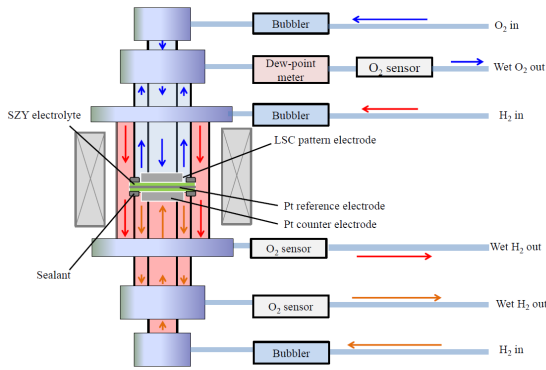 Bubbler
O₂ in
Dew-point
meter
O₂ sensor
Wet O₂ out
SZY electrolyte
Bubbler
H₂ in
LSC pattern electrode
Pt reference electrode
Pt counter electrode
Sealant
O₂ sensor
Wet H₂ out
O₂ sensor
Wet H₂ out
Bubbler
H₂ in